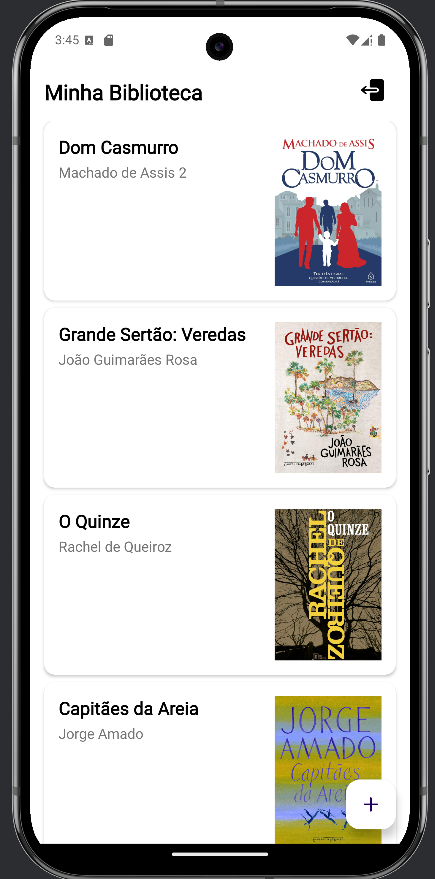 3:45
Minha Biblioteca
Dom Casmurro
Machado de Assis 2
MACHADO DE ASSIS
DOM
CASMURRO
Grande Sertão: Veredas
João Guimarães Rosa
GRANDE SERTÃO:
VEREDAS
JOÃO
GUIMARÃES
ROSA
O Quinze
Rachel de Queiroz
O
QUINZE
RACHEL
DE QUEIROZ
Capitães da Areia
Jorge Amado
JORGE
AMADO
Capitães
da Areia
+